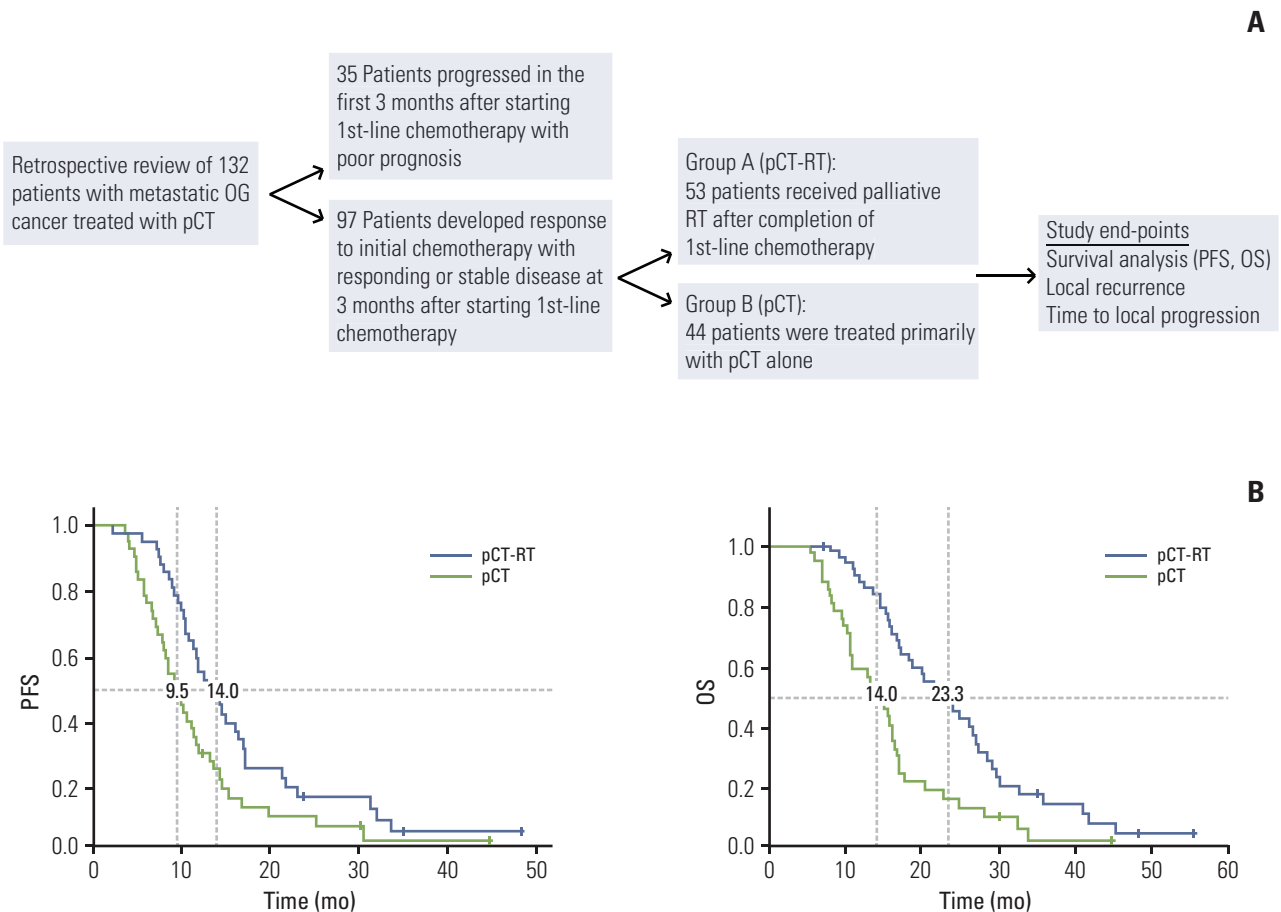 A
Retrospective review of 132
patients with metastatic OG
cancer treated with pCT
35 Patients progressed in the
first 3 months after starting
1st-line chemotherapy with
poor prognosis
97 Patients developed response
to initial chemotherapy with
responding or stable disease at
3 months after starting 1st-line
chemotherapy
Group A (pCT-RT):
53 patients received palliative
RT after completion of
1st-line chemotherapy
Group B (pCT):
44 patients were treated primarily
with pCT alone
Study end-points
Survival analysis (PFS, OS)
Local recurrence
Time to local progression
B
PFS
1.0
0.8
0.6
0.4
0.2
0.0
pCT-RT
pCT
9.5 14.0
0 10 20 30 40 50
Time (mo)
OS
1.0
0.8
0.6
0.4
0.2
0.0
pCT-RT
pCT
14.0 23.3
0 10 20 30 40 50 60
Time (mo)